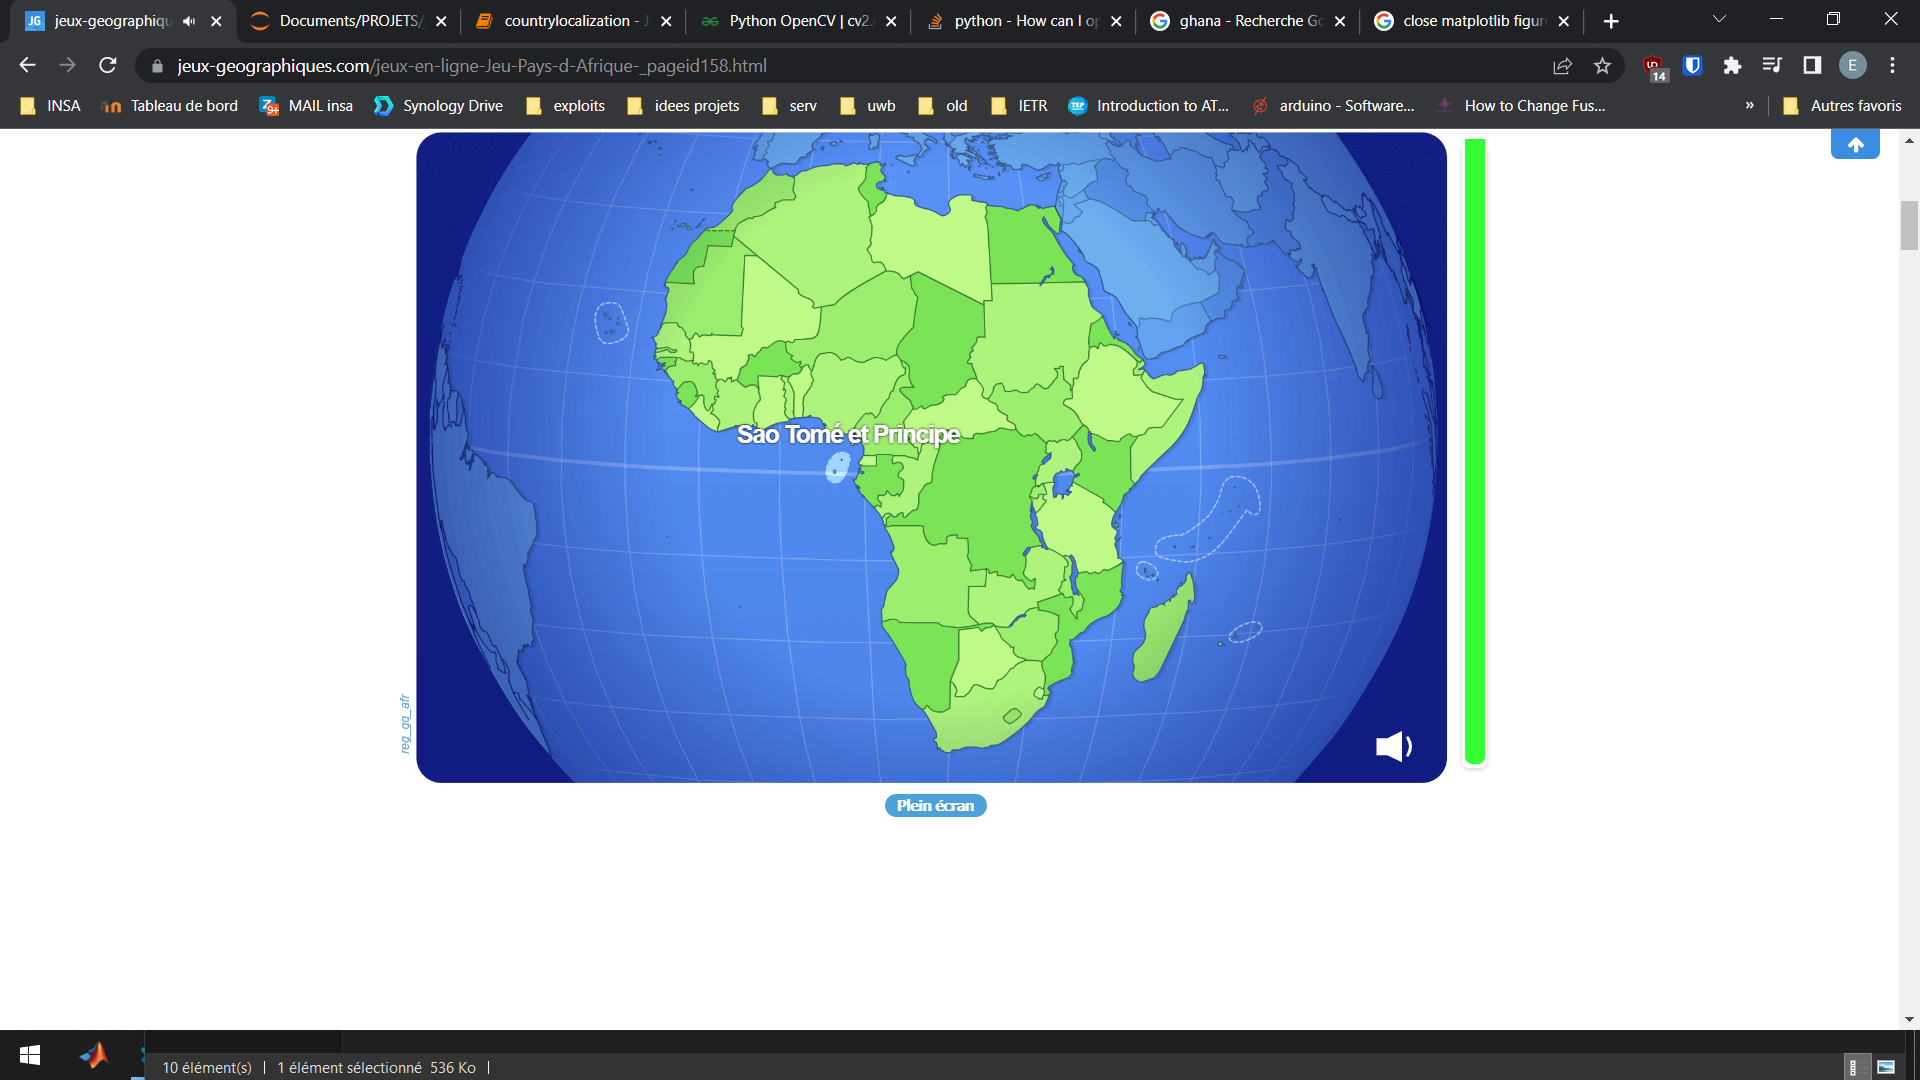 jeux-geographiqu
Documents/PROJETS/
countrylocalization - J
Python OpenCV | cv2.
python - How can I op
ghana - Recherche Go
close matplotlib figur
jeux-geographiques.com/jeux-en-ligne-Jeu-Pays-d-Afrique-_pageid158.html
14
E
INSA
Tableau de bord
MAIL insa
Synology Drive
exploits
idees projets
serv
uwb
old
IETR
Introduction to AT...
arduino - Software...
How to Change Fus...
»
Autres favoris
Sao Tomé et Principe
reg_gq_afr
Plein écran
10 élément(s)
1 élément sélectionné 536 Ko